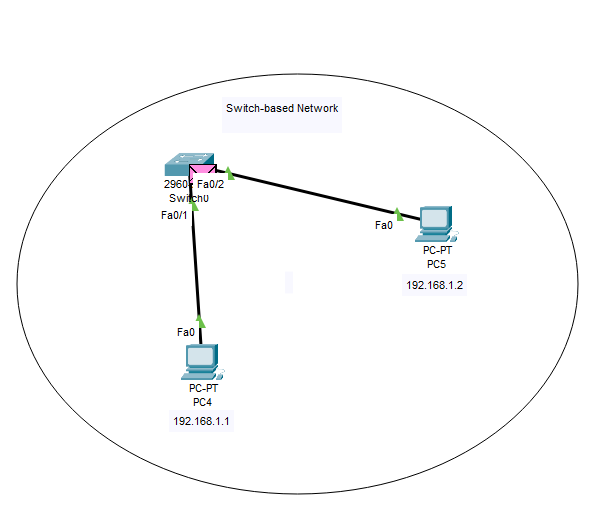 Switch-based Network
2960 Fa0/2
Switch0
Fa0/1
Fa0
PC-PT
PC5
192.168.1.2
Fa0
PC-PT
PC4
192.168.1.1